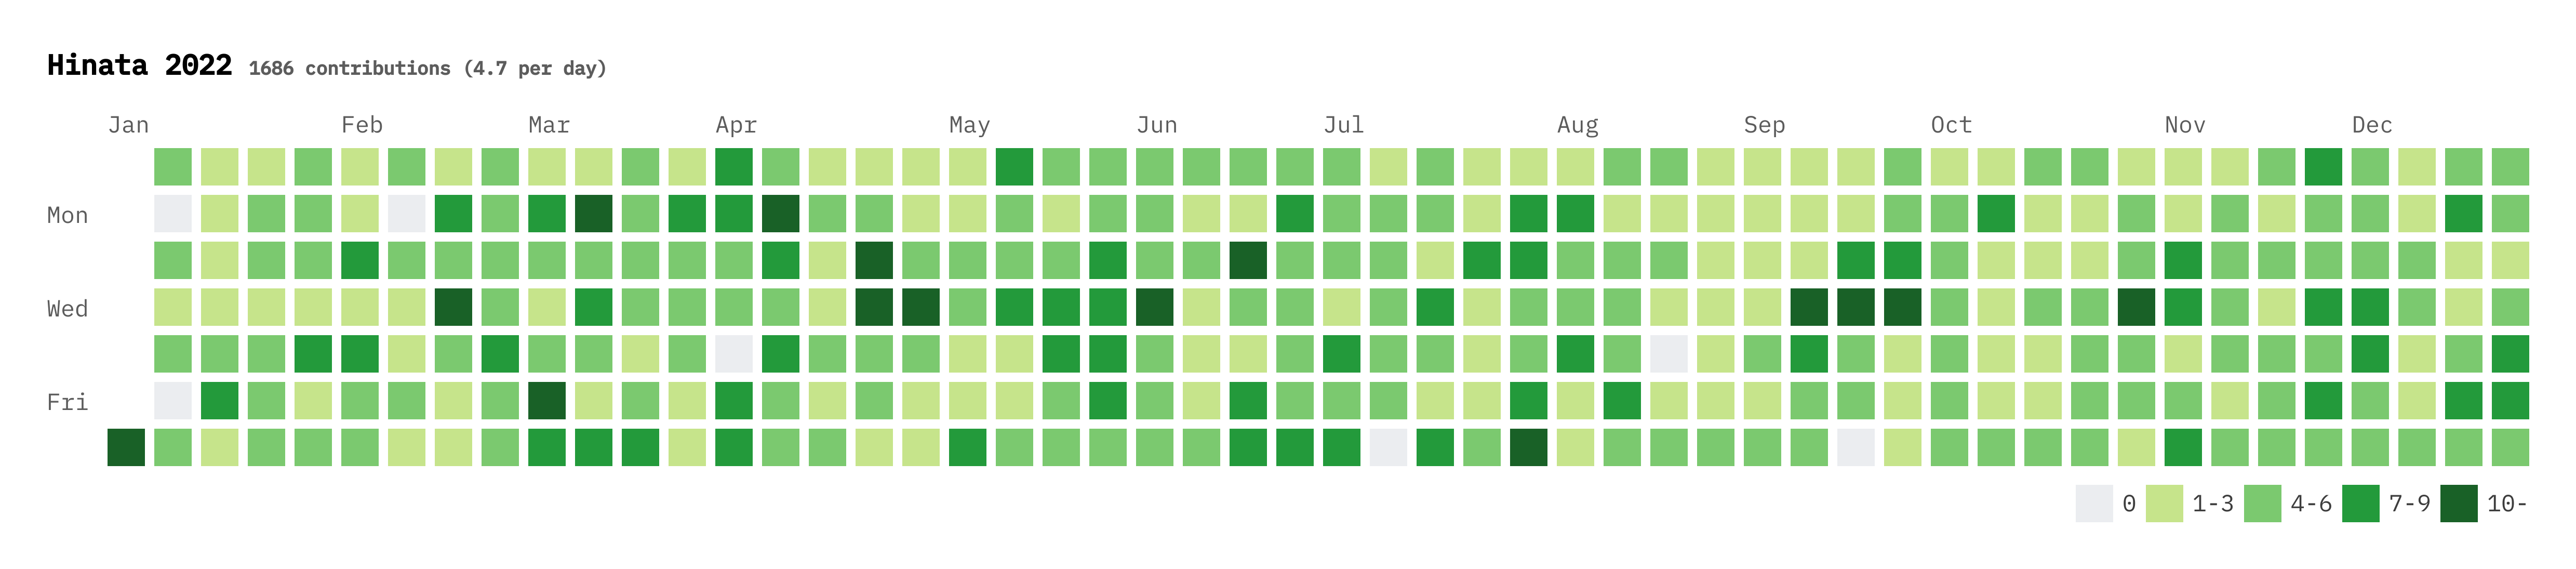 Hinata 2022 1686 contributions (4.7 per day)
Jan Feb Mar Apr May Jun Jul Aug Sep Oct Nov Dec
Mon
Wed
Fri
0 1-3 4-6 7-9 10-